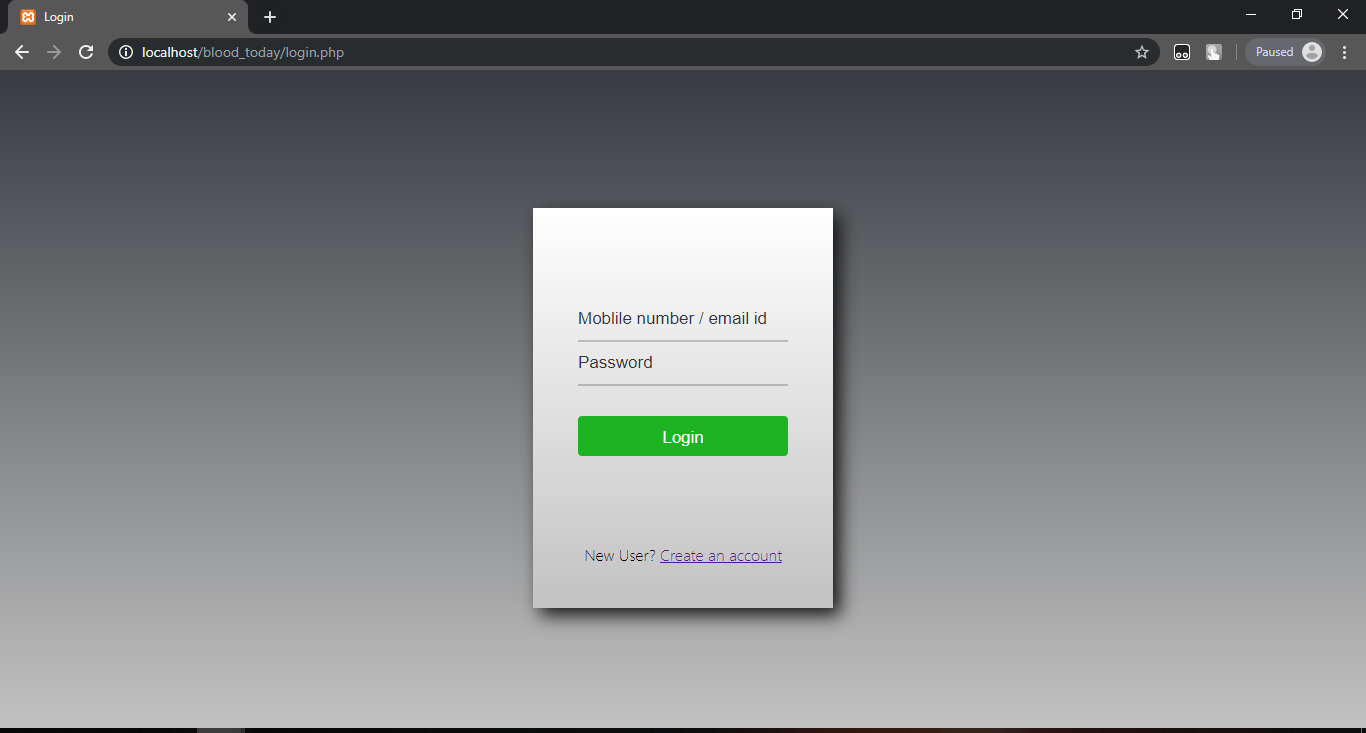 Login
localhost/blood_today/login.php
Paused
Moblile number / email id
Password
Login
New User? Create an account